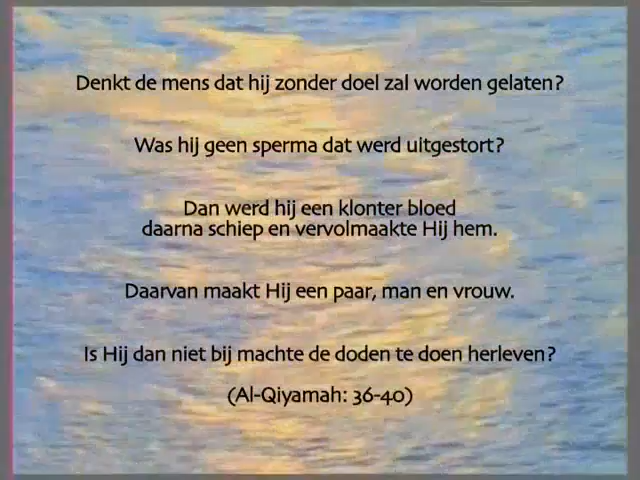 Denkt de mens dat hij zonder doel zal worden gelaten?
Was hij geen sperma dat werd uitgestort?
Dan werd hij een klonter bloed
daarna schiep en vervolmaakte Hij hem.
Daarvan maakt Hij een paar, man en vrouw.
Is Hij dan niet bij machte de doden te doen herleven?
(Al-Qiyamah: 36-40)